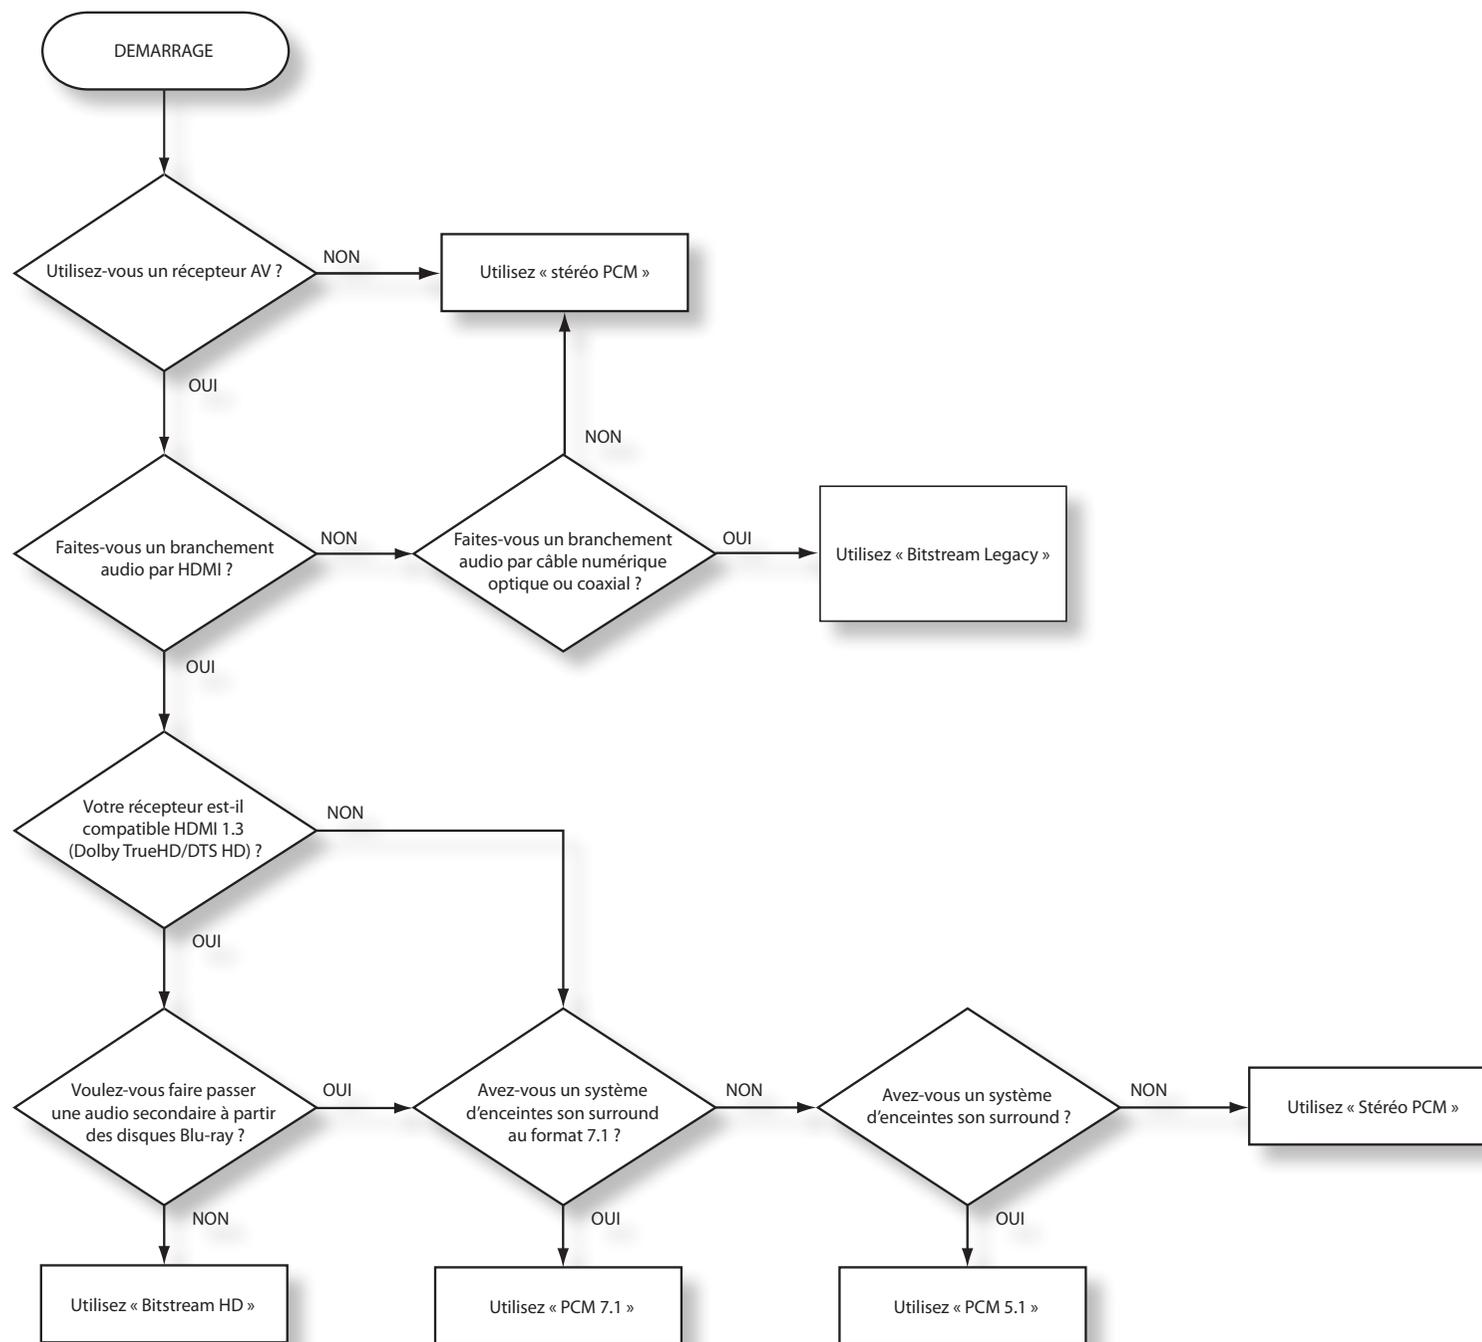 DEMARRAGE
Utilisez-vous un récepteur AV ?
NON
Utilisez « stéréo PCM »
OUI
NON
Faites-vous un branchement
audio par HDMI ?
NON
Faites-vous un branchement
audio par câble numérique
optique ou coaxial ?
OUI
Utilisez « Bitstream Legacy »
OUI
Votre récepteur est-il
compatible HDMI 1.3
(Dolby TrueHD/DTS HD) ?
NON
OUI
Voulez-vous faire passer
une audio secondaire à partir
des disques Blu-ray ?
OUI
Avez-vous un système
d'enceintes son surround
au format 7.1 ?
NON
Avez-vous un système
d'enceintes son surround ?
NON
Utilisez « Stéréo PCM »
NON
OUI
OUI
Utilisez « Bitstream HD »
Utilisez « PCM 7.1 »
Utilisez « PCM 5.1 »